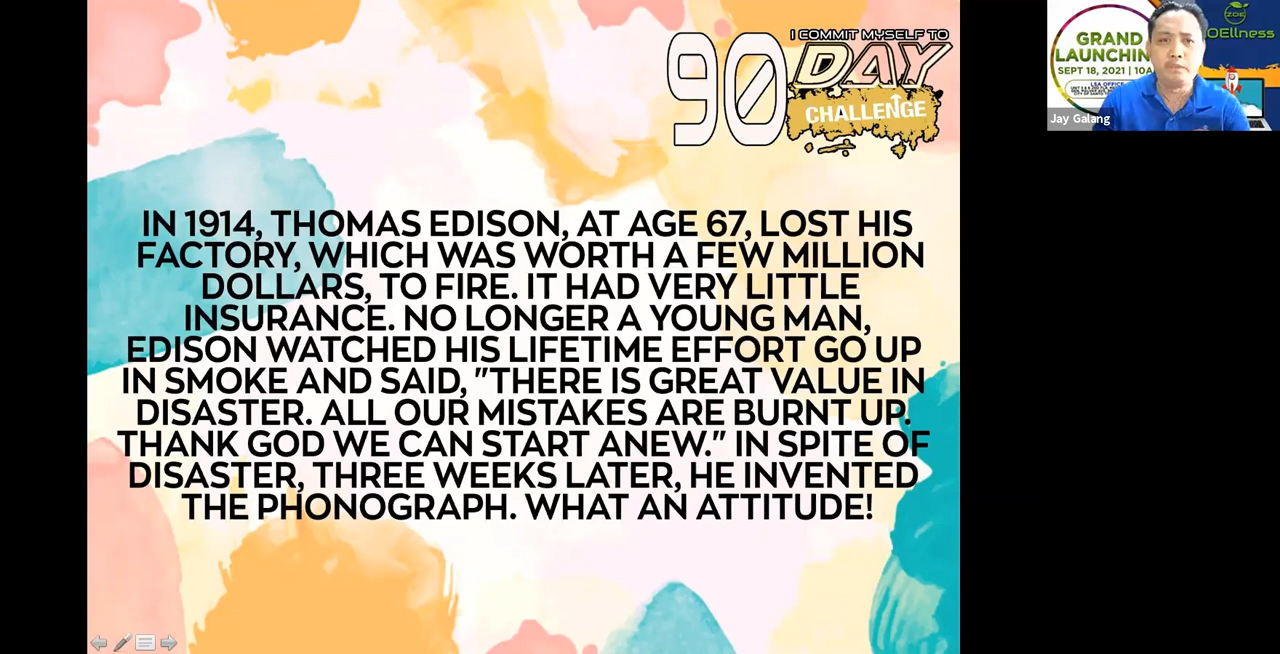 I COMMIT MYSELF TO
90 DAY
CHALLENGE
IN 1914, THOMAS EDISON, AT AGE 67, LOST HIS
FACTORY, WHICH WAS WORTH A FEW MILLION
DOLLARS, TO FIRE. IT HAD VERY LITTLE
INSURANCE. NO LONGER A YOUNG MAN,
EDISON WATCHED HIS LIFETIME EFFORT GO UP
IN SMOKE AND SAID, "THERE IS GREAT VALUE IN
DISASTER. ALL OUR MISTAKES ARE BURNT UP.
THANK GOD WE CAN START ANEW." IN SPITE OF
DISASTER, THREE WEEKS LATER, HE INVENTED
THE PHONOGRAPH. WHAT AN ATTITUDE!
GRAND
LAUNCHIN
SEPT 18, 2021 | 10A
LSA OFFICE
ZOE
OEllness
Jay Galang